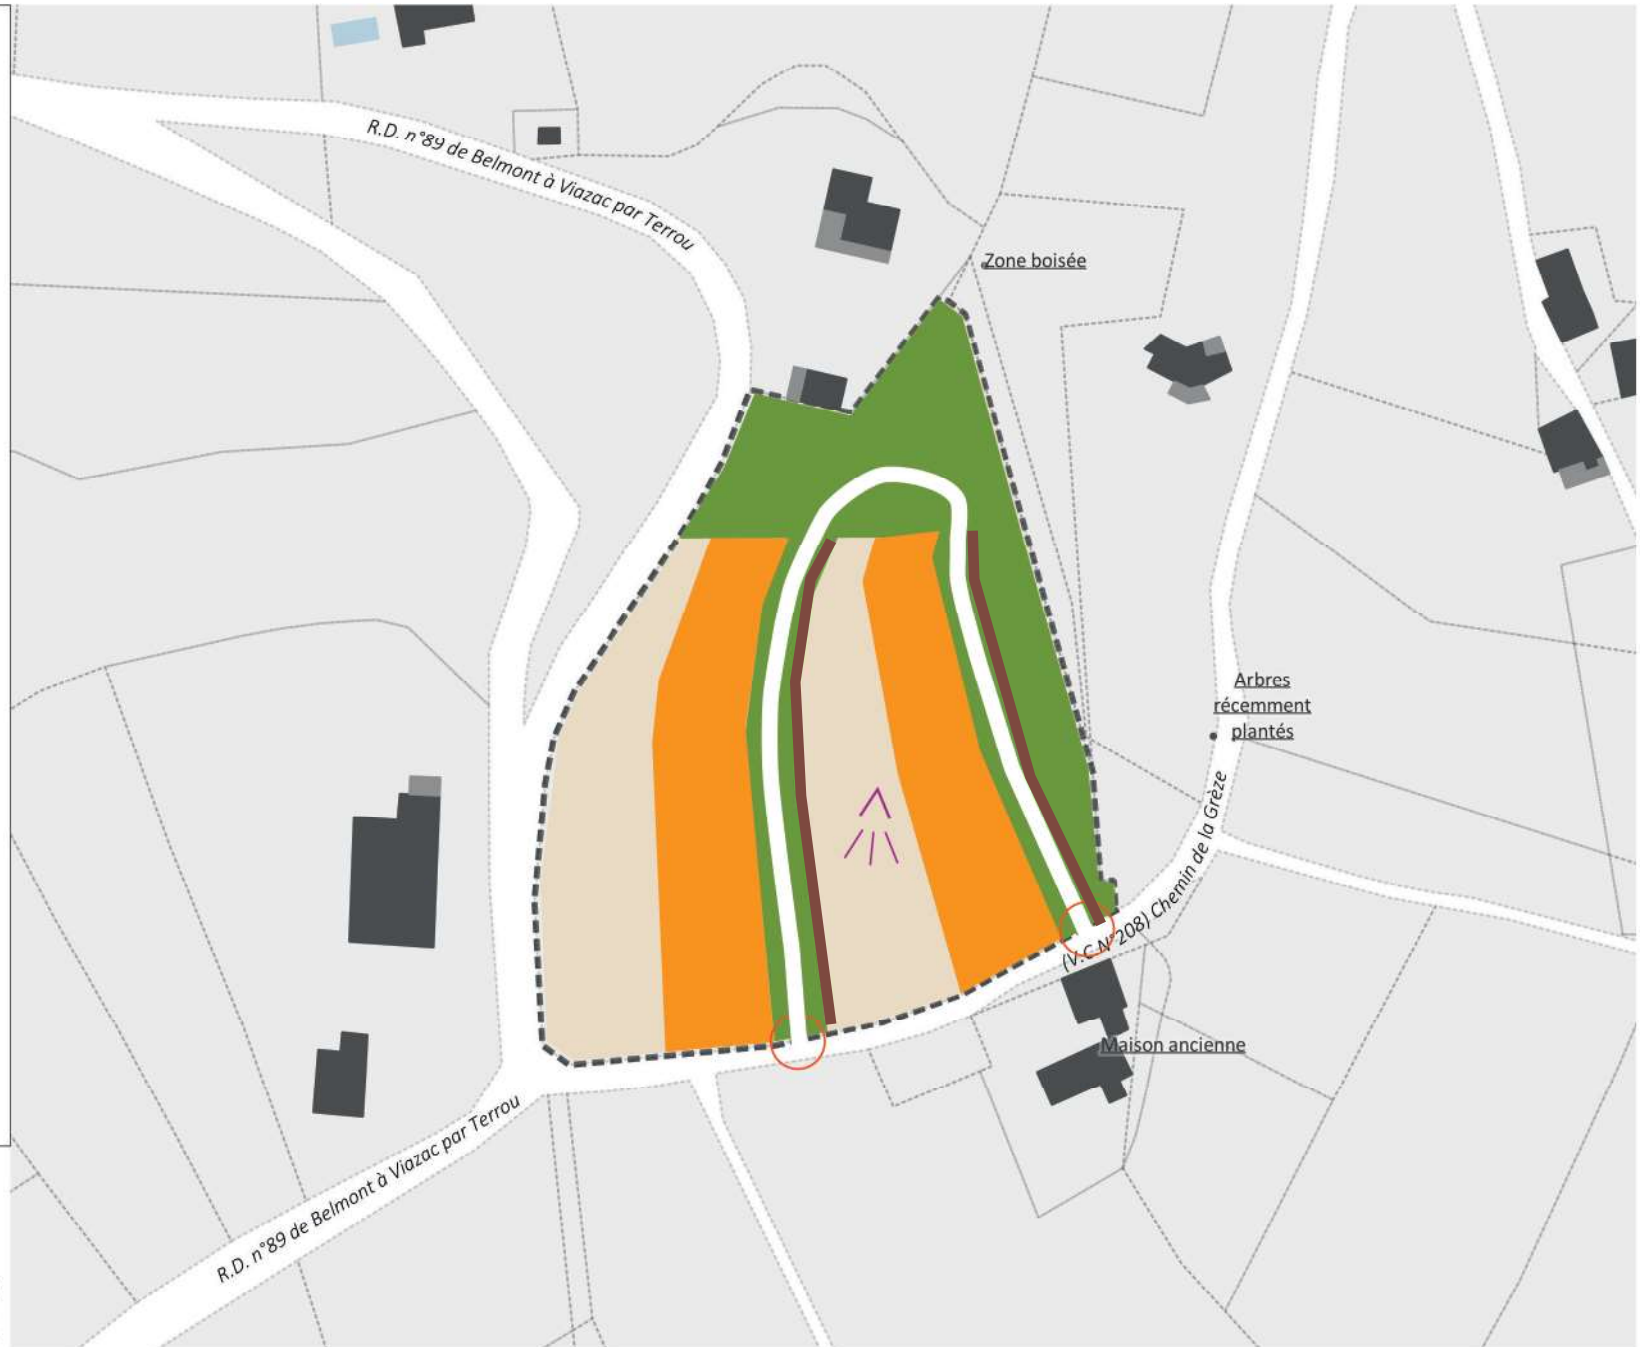 R.D. n°89 de Belmont à Viazac par Terrou
Zone boisée
Arbres
récemment
plantés
(V.C N°208) Chemin de la Grèze
Maison ancienne
R.D. n°89 de Belmont à Viazac par Terrou